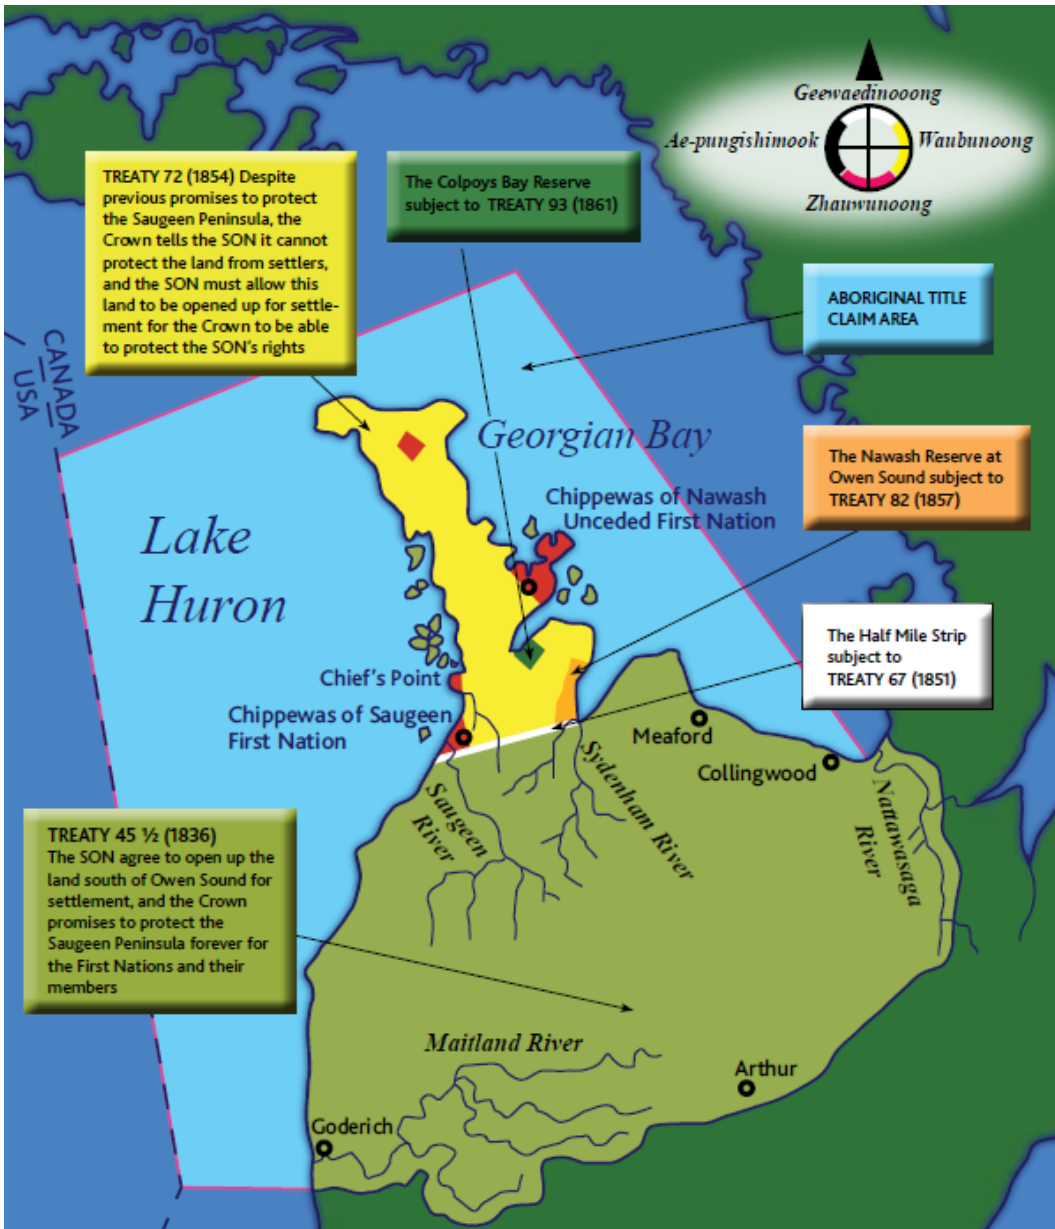 Geewaedinooong
Ae-pungishimook
Waubunoong
Zhauwunoong
TREATY 72 (1854) Despite
previous promises to protect
the Saugeen Peninsula, the
Crown tells the SON it cannot
protect the land from settlers,
and the SON must allow this
land to be opened up for settle-
ment for the Crown to be able
to protect the SON's rights
The Colpoys Bay Reserve
subject to TREATY 93 (1861)
ABORIGINAL TITLE
CLAIM AREA
CANADA
USA
Georgian Bay
The Nawash Reserve at
Owen Sound subject to
TREATY 82 (1857)
Chippewas of Nawash
Unceded First Nation
Lake
Huron
The Half Mile Strip
subject to
TREATY 67 (1851)
Chief's Point
Chippewas of Saugeen
First Nation
Meaford
Collingwood
Saugeen
River
Sydenham River
Nattawasaga
River
TREATY 45 ½ (1836)
The SON agree to open up the
land south of Owen Sound for
settlement, and the Crown
promises to protect the
Saugeen Peninsula forever for
the First Nations and their
members
Maitland River
Arthur
Goderich